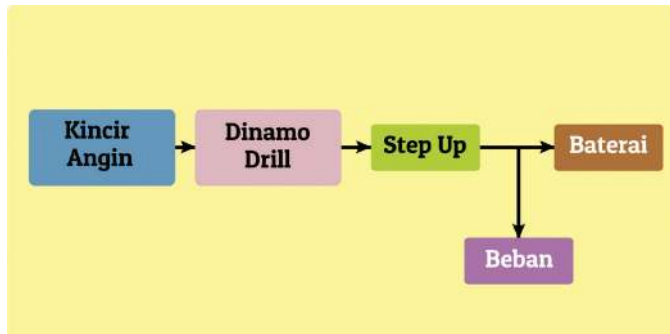 Kincir
Angin
Dinamo
Drill
Step Up
Baterai
Beban